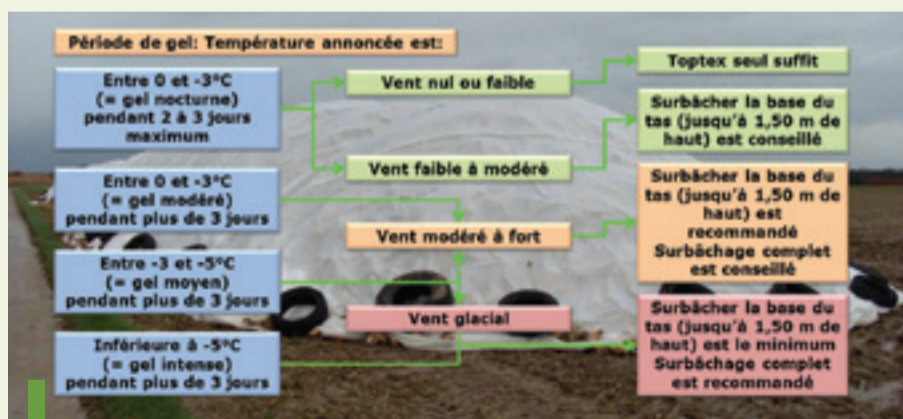 Période de gel: Température annoncée est:
Entre 0 et -3°C
(= gel nocturne)
pendant 2 à 3 jours
maximum
Entre 0 et -3°C
(= gel modéré)
pendant plus de 3 jours
Entre -3 et -5°C
(= gel moyen)
pendant plus de 3 jours
Inférieure à -5°C
(= gel intense)
pendant plus de 3 jours
Vent nul ou faible
Vent faible à modéré
Vent modéré à fort
Vent glacial
Toptex seul suffit
Surbâcher la base du
tas (jusqu'à 1,50 m de
haut) est conseillé
Surbâcher la base du
tas (jusqu'à 1,50 m de
haut) est
recommandé
Surbâchage complet
est conseillé
Surbâcher la base du
tas (jusqu'à 1,50 m de
haut) est le minimum
Surbâchage complet
est recommandé